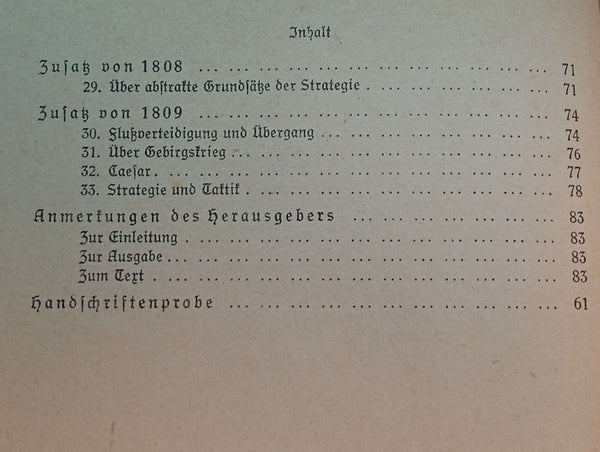 Inhalt
Zuſatz von 1808 ... ... ... ... ... ... ... ... ... ... ... ... 71
29. Über abſtrakte Grundſätze der Strategie . ... ... ... ... ... ... 71
Zuſatz von 1809 ... ... ... ... ... ... ... ... ... ... ... ... 74
30. Flußverteidigung und Übergang ... ... ... ... ... ... ... ... 74
31. Über Gebirgskrieg ... ... ... ... ... ... ... ... ... ... ... 76
32. Caeſar. ... ... ... ... ... ... ... ... ... ... ... ... ... 77
33. Strategie und Taktik . ... ... ... ... ... ... ... ... ... ... 78
Anmerkungen des Herausgebers ... ... ... ... ... ... ... 83
Zur Einleitung . ... ... ... ... ... ... ... ... ... ... ... ... 83
Zur Ausgabe ... ... ... ... ... ... ... ... ... ... ... ... ... 83
Zum Text . ... ... ... ... ... ... ... ... ... ... ... ... ... 83
Handſchriftenprobe ... ... ... ... ... ... ... ... ... ... ... 61